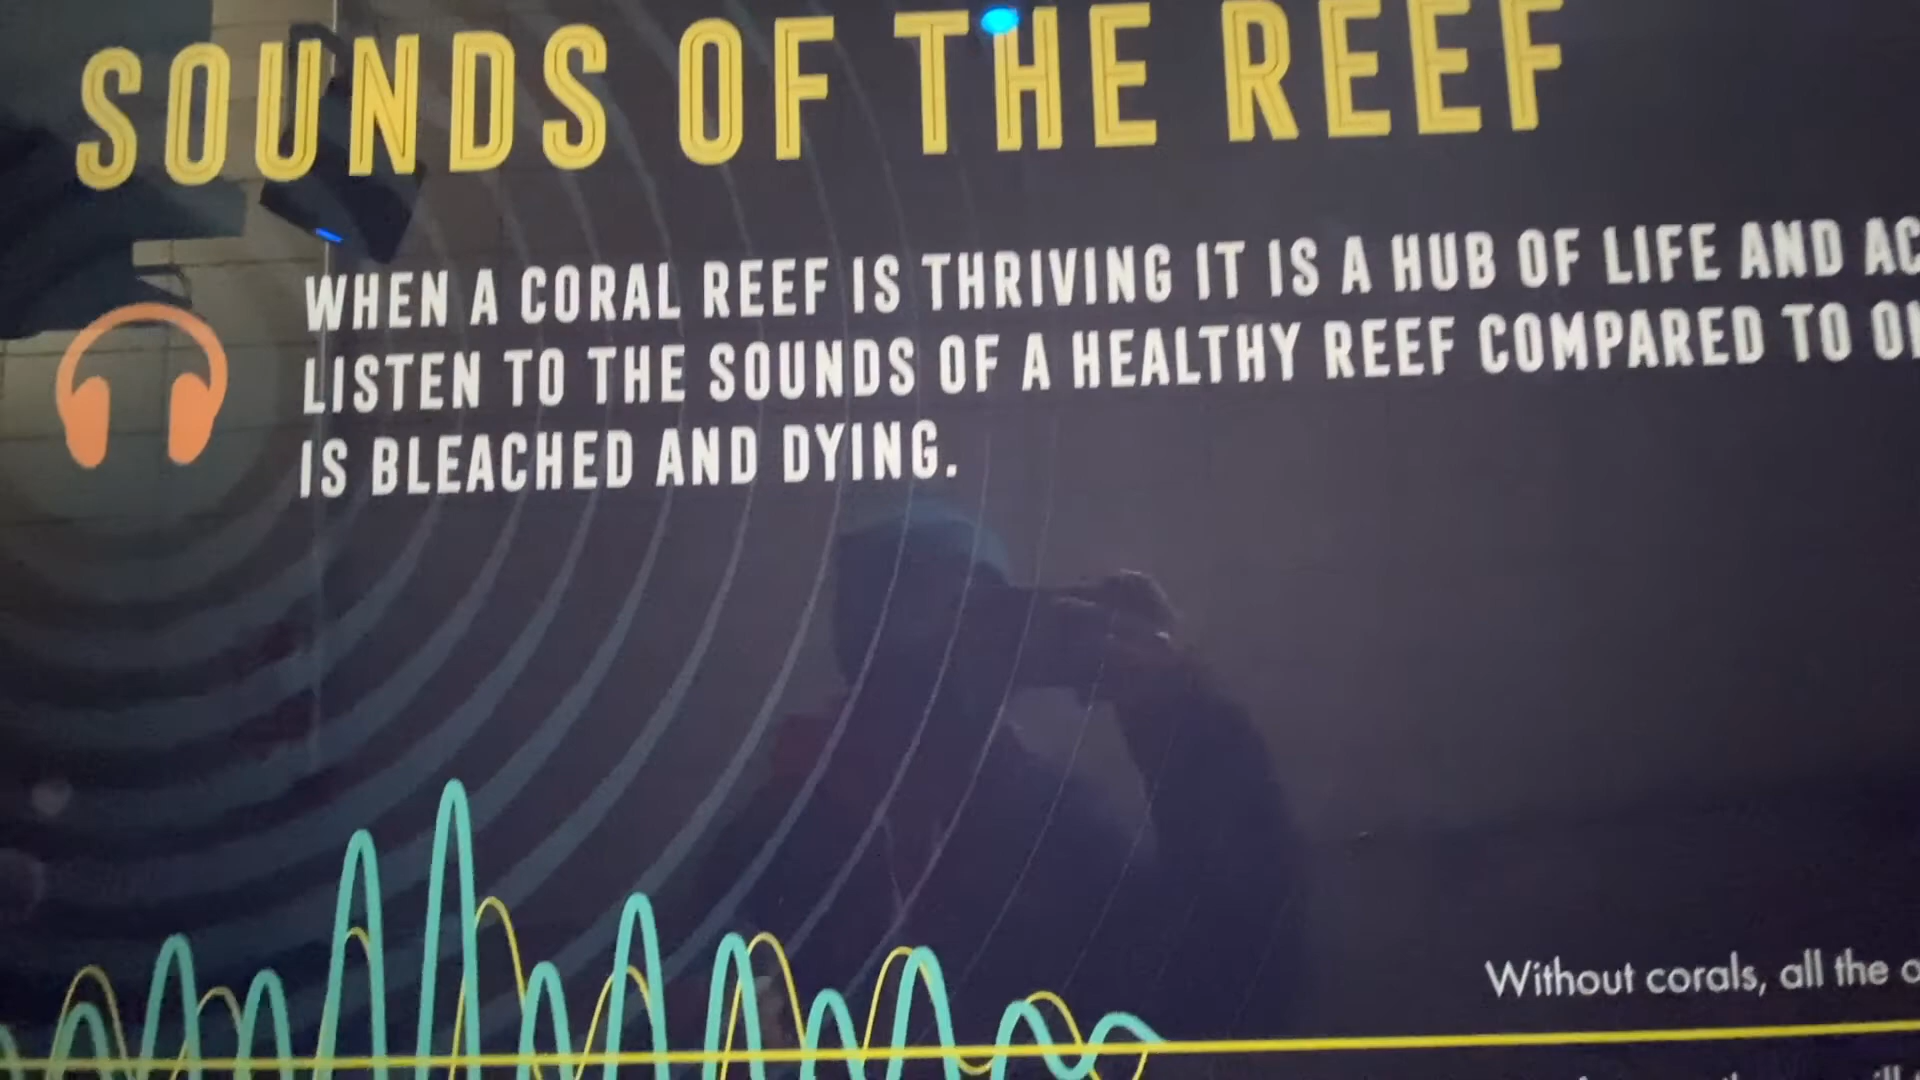 SOUNDS OF THE REEF
WHEN A CORAL REEF IS THRIVING IT IS A HUB OF LIFE AND AC
LISTEN TO THE SOUNDS OF A HEALTHY REEF COMPARED TO
IS BLEACHED AND DYING.
Without corals, all the